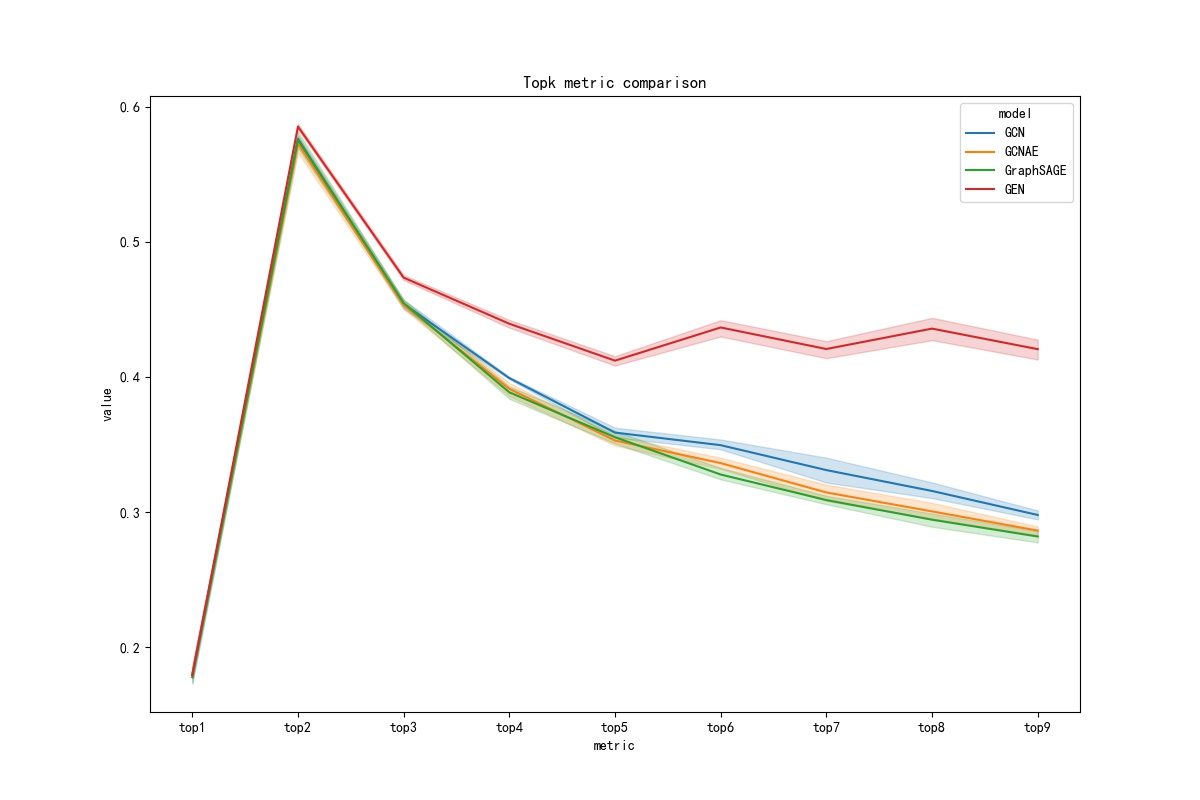 Topk metric comparison
model
GCN
GCNAE
GraphSAGE
GEN
value
0.6
0.5
0.4
0.3
0.2
top1 top2 top3 top4 top5 top6 top7 top8 top9
metric